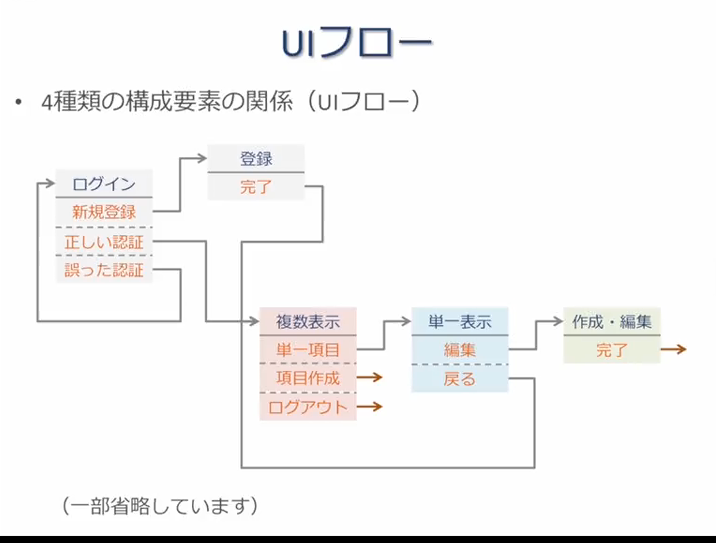 UIフロー
• 4種類の構成要素の関係（UIフロー）
登録
完了
ログイン
新規登録
正しい認証
誤った認証
複数表示
単一項目
項目作成
ログアウト
単一表示
編集
戻る
作成・編集
完了
（一部省略しています）